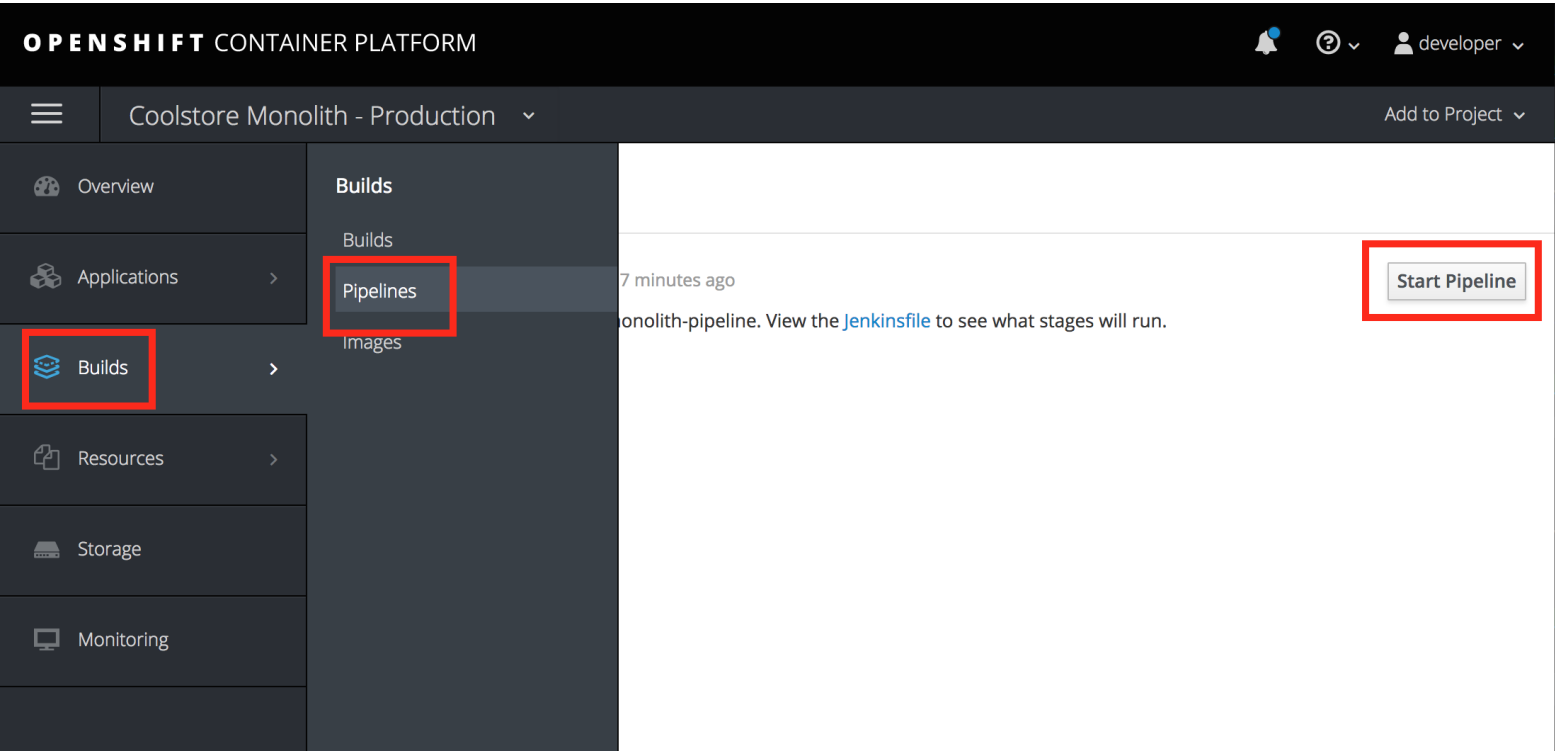 OPENSHIFT CONTAINER PLATFORM
developer
Coolstore Monolith - Production
Add to Project
Overview
Applications
Builds
Resources
Storage
Monitoring
Builds
Builds
Pipelines
Images
7 minutes ago
Start Pipeline
onolith-pipeline. View the Jenkinsfile to see what stages will run.